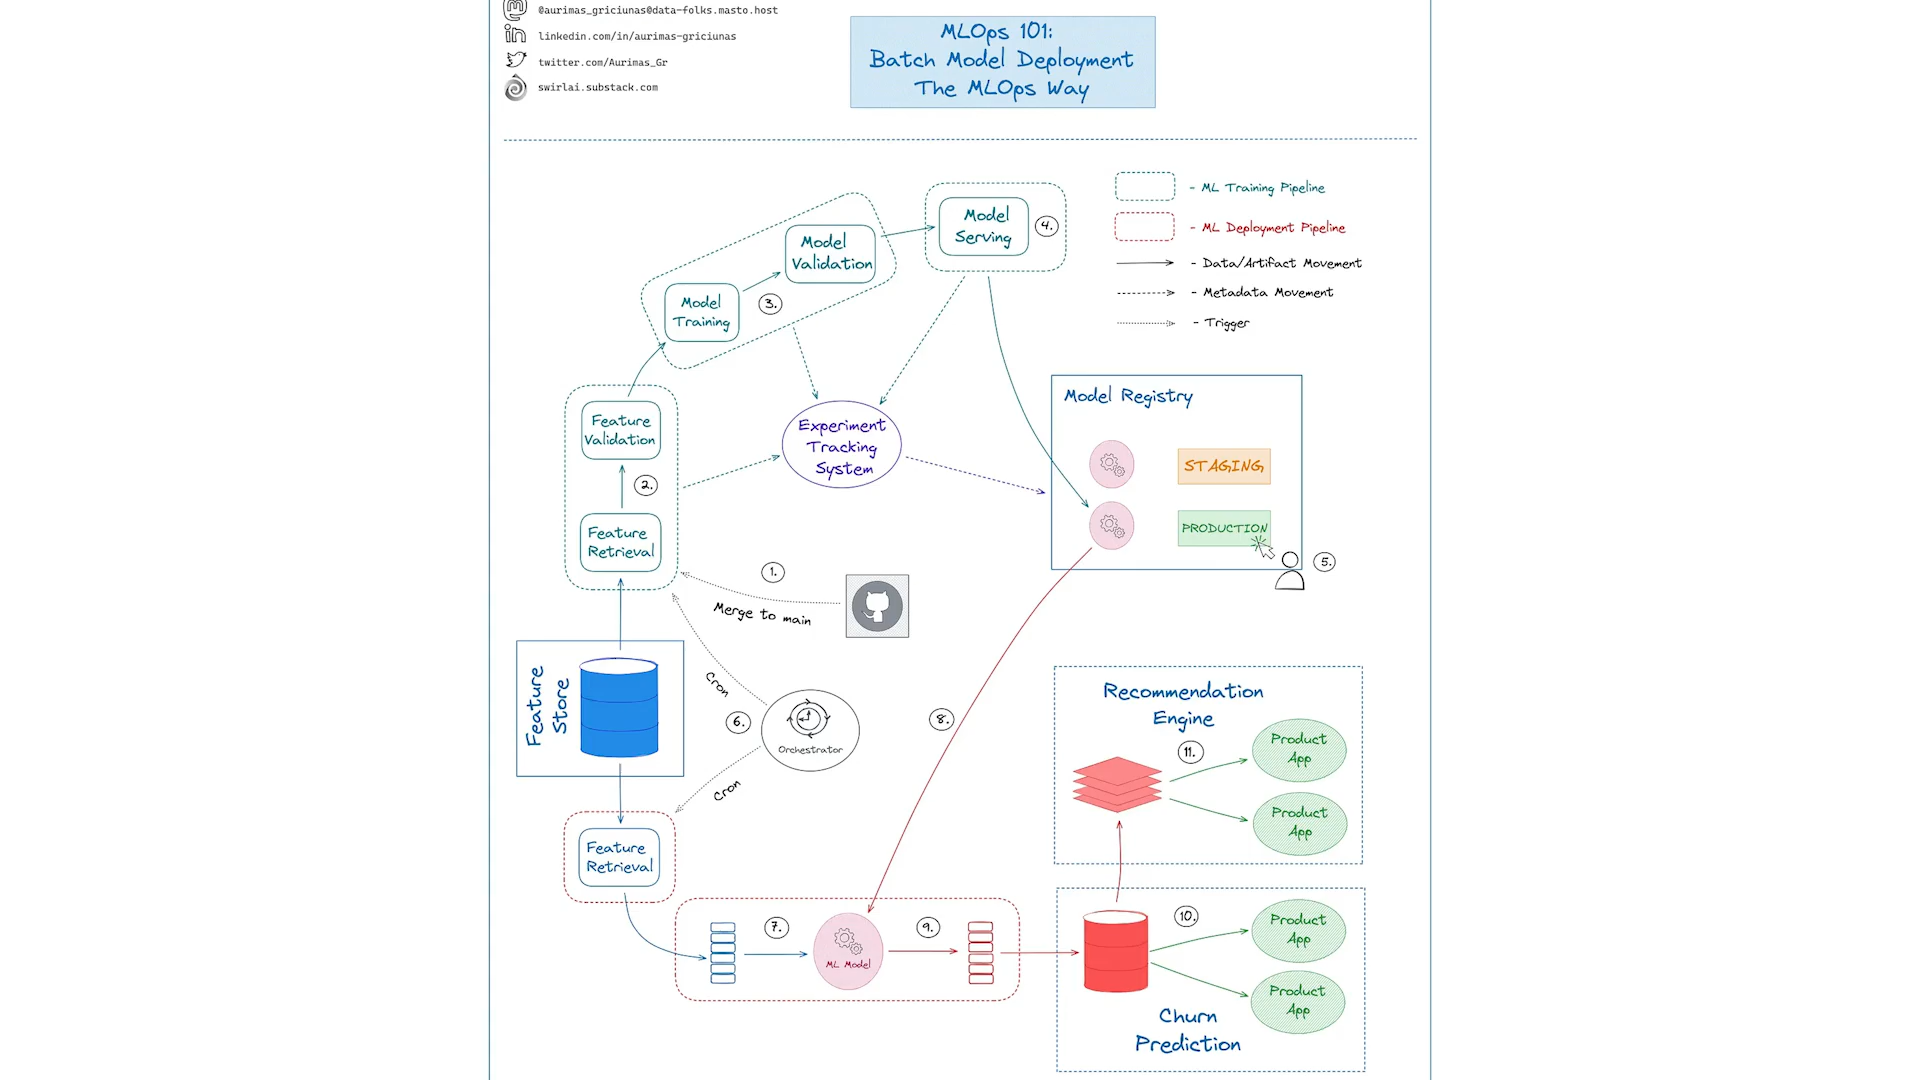 @aurimas_griciunas@data-folks.masto.host
linkedin.com/in/aurimas-griciunas
twitter.com/Aurimas_Gr
swirlai.substack.com
MLOps 101:
Batch Model Deployment
The MLOps Way
- ML Training Pipeline
- ML Deployment Pipeline
- Data/Artifact Movement
- Metadata Movement
- Trigger
Model
Serving
4.
Model
Validation
Model
Training
3.
Feature
Validation
2.
Feature
Retrieval
Experiment
Tracking
System
Model Registry
STAGING
PRODUCTION
5.
1.
Merge to main
Feature
Store
Cron
6.
Orchestrator
Cron
8.
Recommendation
Engine
11.
Product
App
Product
App
Feature
Retrieval
7.
ML Model
9.
10.
Product
App
Product
App
Churn
Prediction